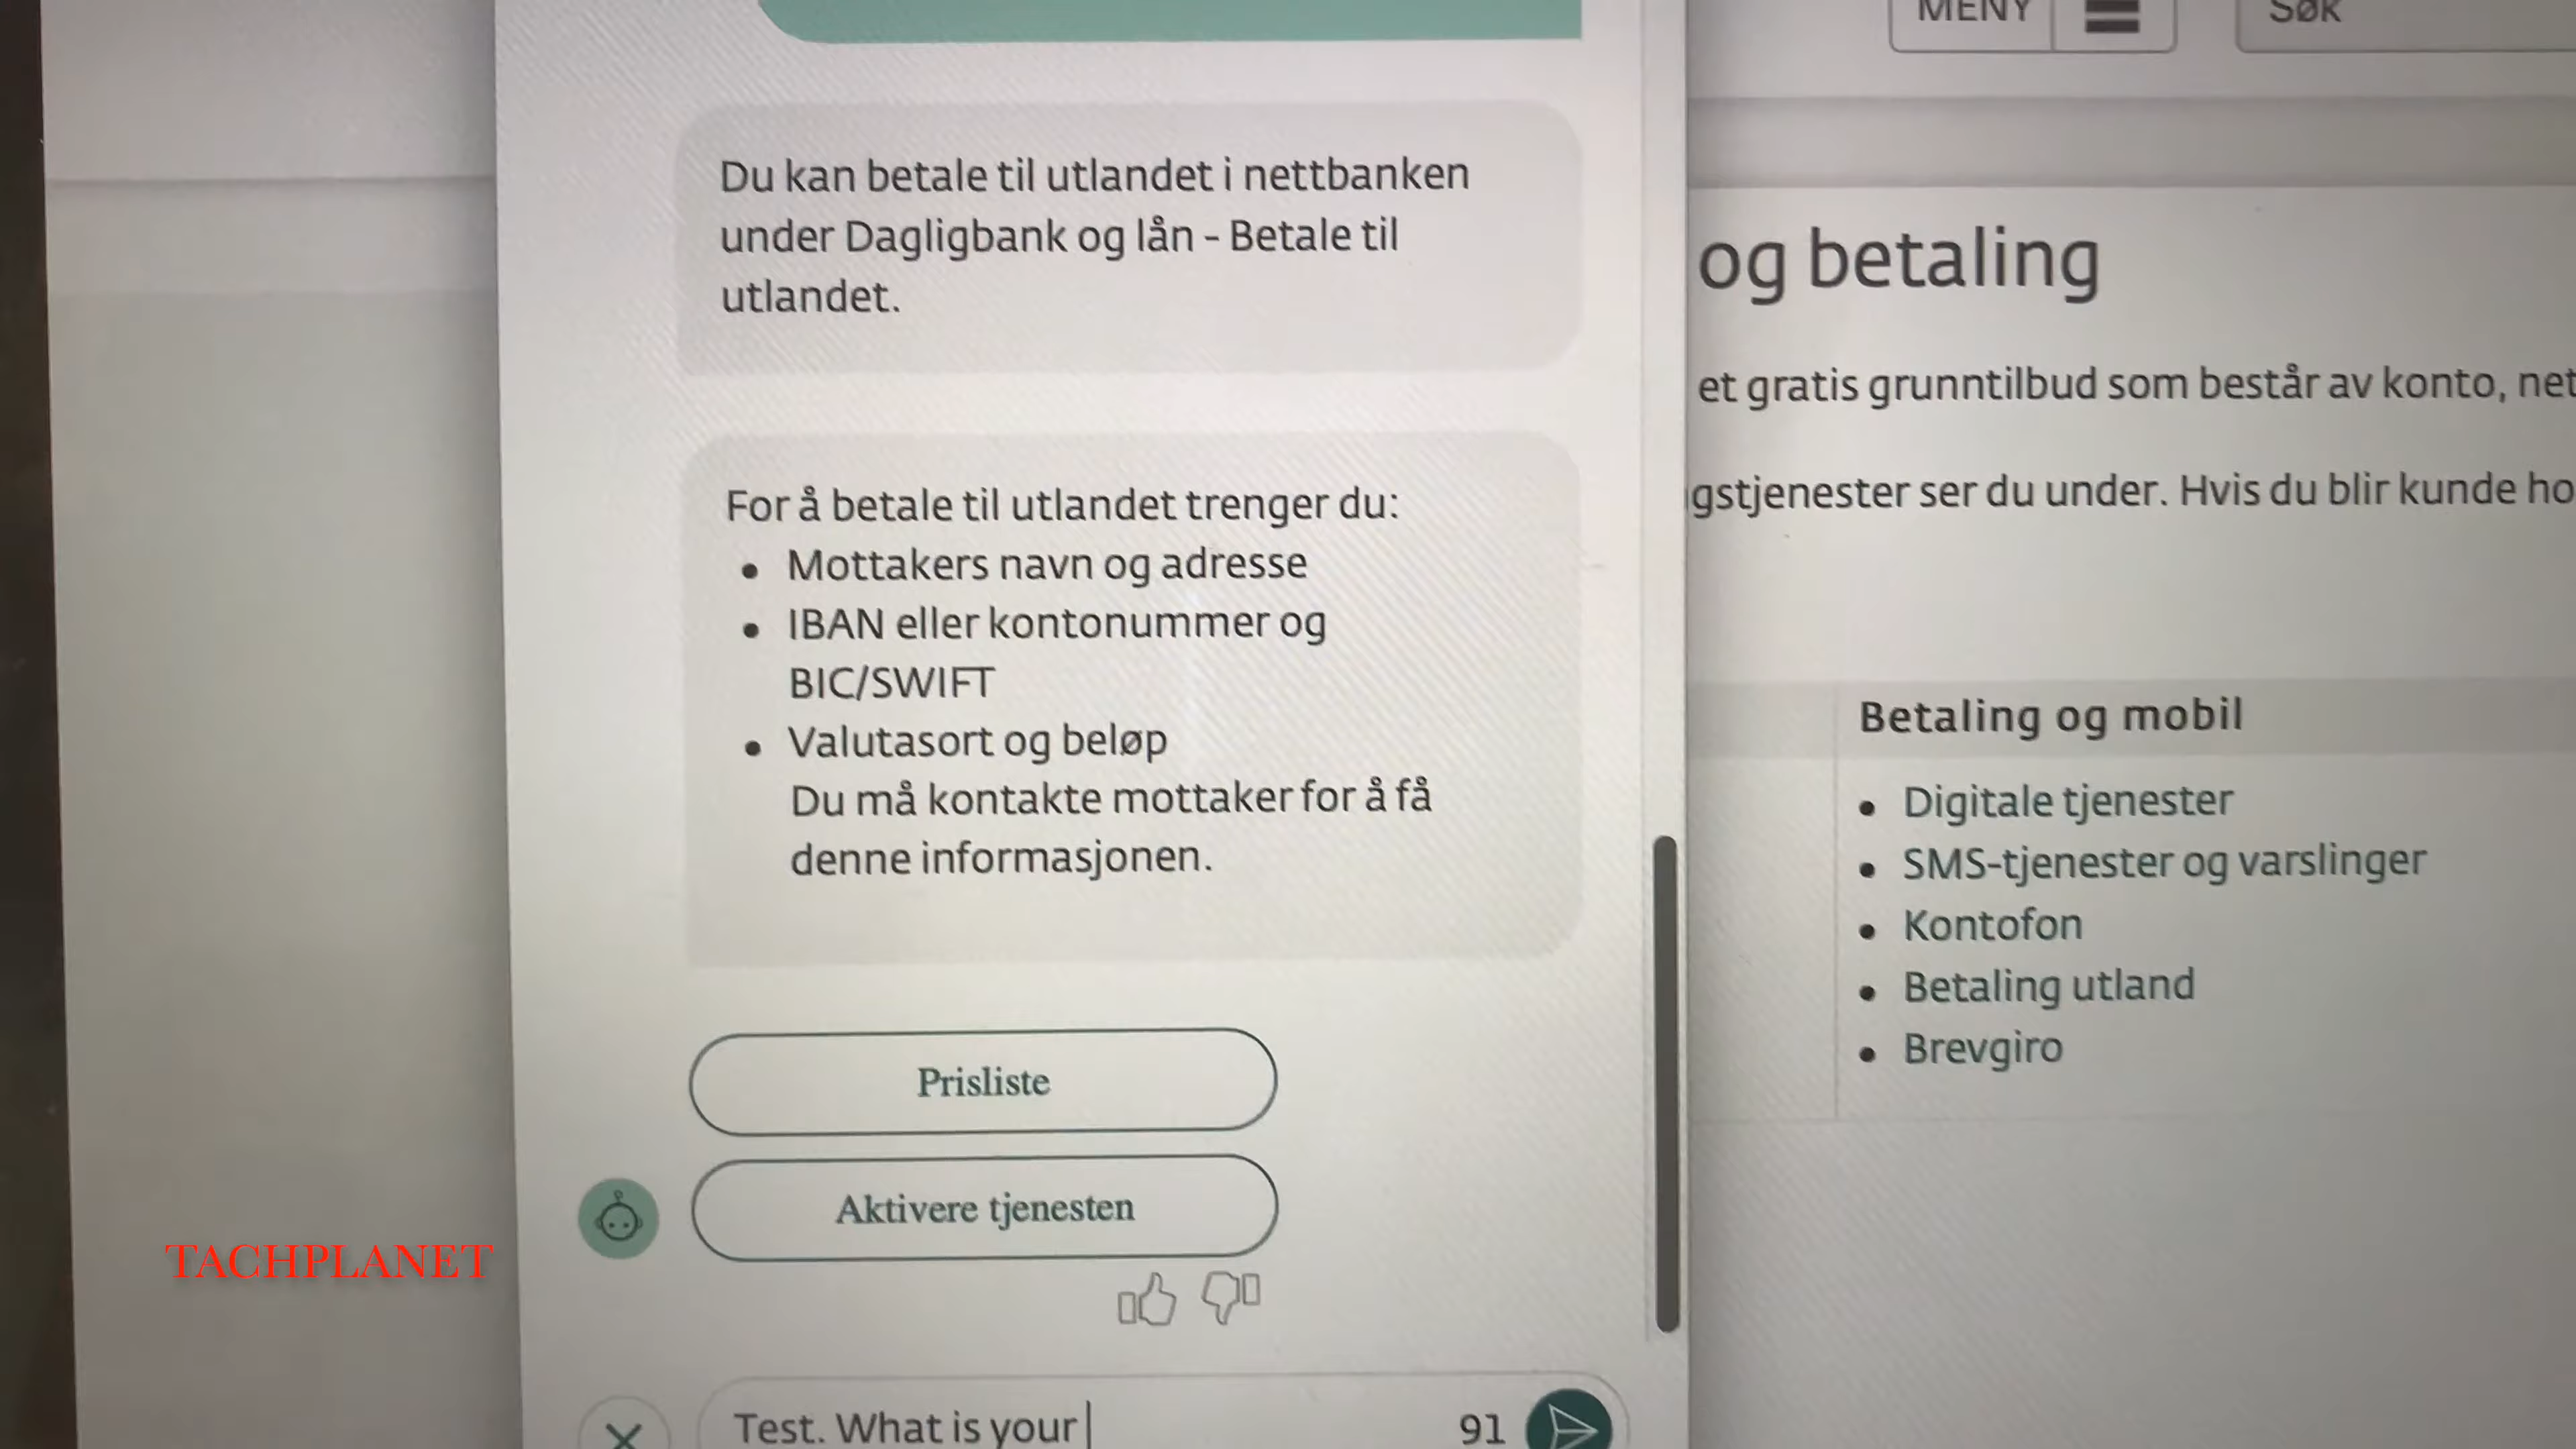 MENY
Søk
Du kan betale til utlandet i nettbanken
under Dagligbank og lån - Betale til
utlandet.
For å betale til utlandet trenger du:
• Mottakers navn og adresse
• IBAN eller kontonummer og
BIC/SWIFT
• Valutasort og beløp
Du må kontakte mottaker for å få
denne informasjonen.
Prisliste
Aktivere tjenesten
Test. What is your
91
og betaling
et gratis grunntilbud som består av konto, net
gstjenester ser du under. Hvis du blir kunde ho
Betaling og mobil
• Digitale tjenester
• SMS-tjenester og varslinger
• Kontofon
• Betaling utland
• Brevgiro
TACHPLANET